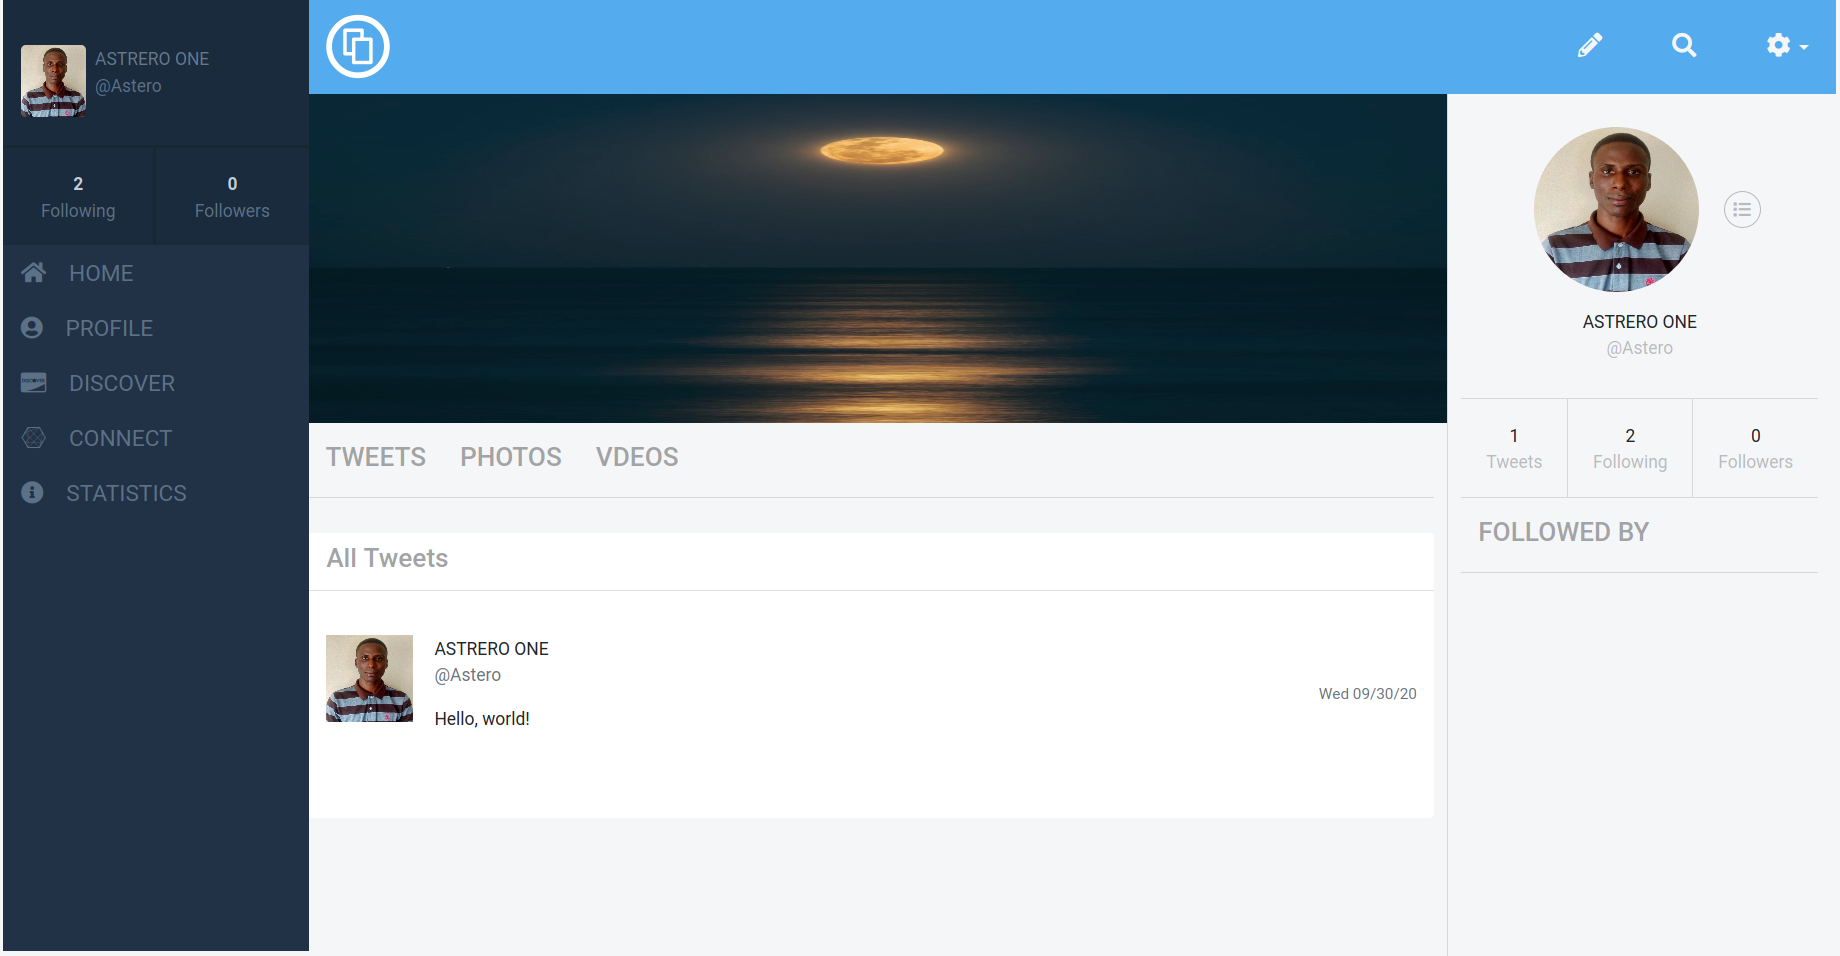 ASTRERO ONE
@Astero
2
Following
0
Followers
HOME
PROFILE
DISCOVER
CONNECT
STATISTICS
TWEETS PHOTOS VDEOS
All Tweets
ASTRERO ONE
@Astero
Wed 09/30/20
Hello, world!
ASTRERO ONE
@Astero
1
Tweets
2
Following
0
Followers
FOLLOWED BY